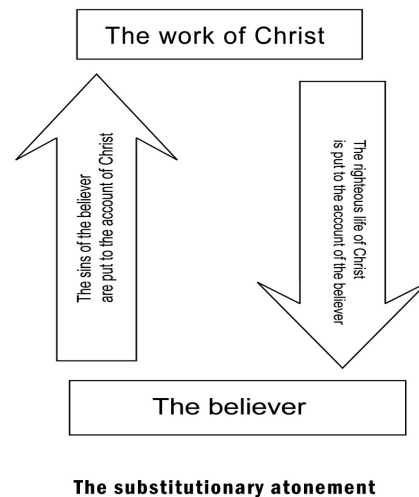 The work of Christ
The sins of the believer
are put to the account of Christ
The righteous life of Christ
is put to the account of the believer
The believer
The substitutionary atonement